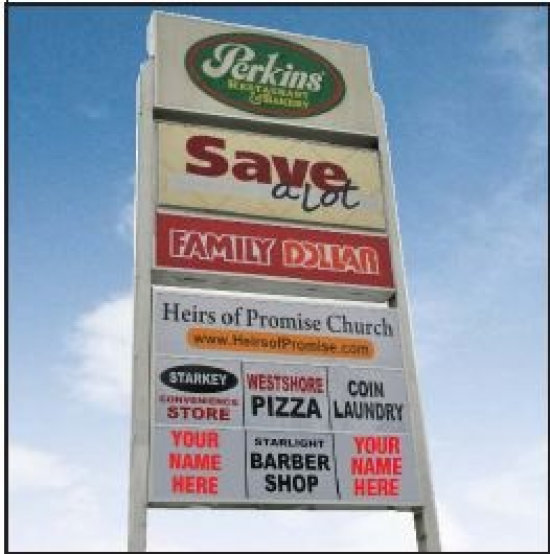 Perkins
RESTAURANT
& BAKERY
Save
a lot
FAMILY DOLLAR
Heirs of Promise Church
www.HeirsofPromise.com
STARKEY
CONVENIENCE
STORE
WESTSHORE
PIZZA
COIN
LAUNDRY
YOUR
NAME
HERE
STARLIGHT
BARBER
SHOP
YOUR
NAME
HERE